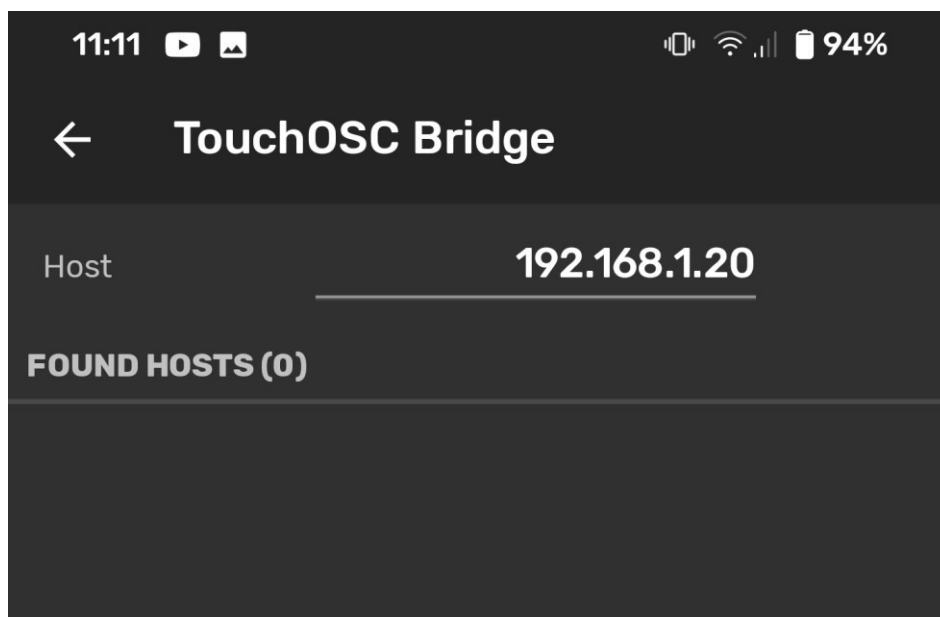 11:11 94%
TouchOSC Bridge
Host 192.168.1.20
FOUND HOSTS (0)